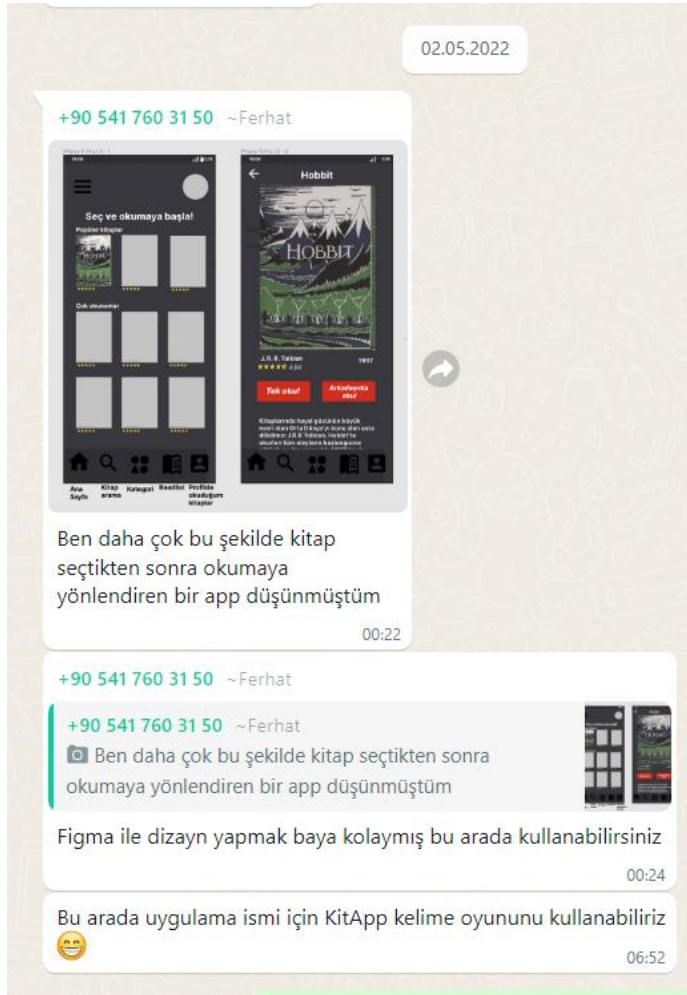 02.05.2022
+90 541 760 31 50 ~Ferhat
Seç ve okumaya başla!
Popüler kitaplar
HOBBIT
Çok okunanlar
Ana Sayfa
Kitap arama
Kategori
Readlist
Profilde okuduğum kitaplar
Hobbit
HOBBIT
J. R. R. Tolkien
1937
Tek oku!
Arkadaşınla oku!
Ben daha çok bu şekilde kitap
seçtikten sonra okumaya
yönlendiren bir app düşünmüştüm
00:22
+90 541 760 31 50 ~Ferhat
+90 541 760 31 50 ~Ferhat
Ben daha çok bu şekilde kitap seçtikten sonra
okumaya yönlendiren bir app düşünmüştüm
Figma ile dizayn yapmak baya kolaymış bu arada kullanabilirsiniz
00:24
Bu arada uygulama ismi için KitApp kelime oyununu kullanabiliriz
😁
06:52